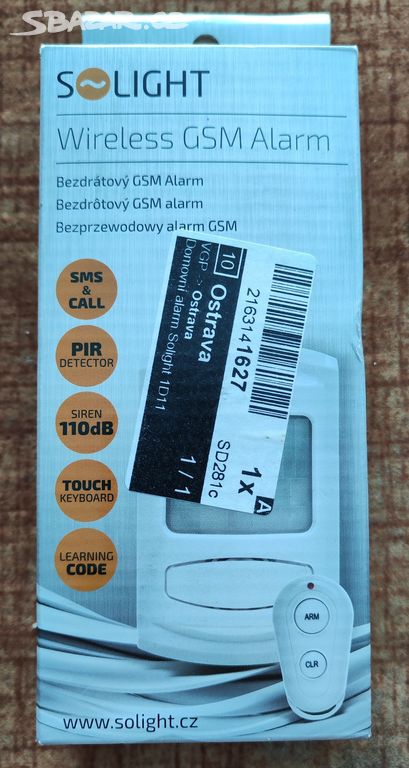 SBAZAR.CZ
SOLIGHT
Wireless GSM Alarm
Bezdrátový GSM Alarm
Bezdrôtový GSM alarm
Bezprzewodowy alarm GSM
SMS
&
CALL
PIR
DETECTOR
SIREN
110dB
TOUCH
KEYBOARD
LEARNING
CODE
10 Ostrava
VGP -> Ostrava
Domovní alarm Solight 1D11
1 / 1
2163141627
SD281c
1x
A
ARM
CLR
www.solight.cz